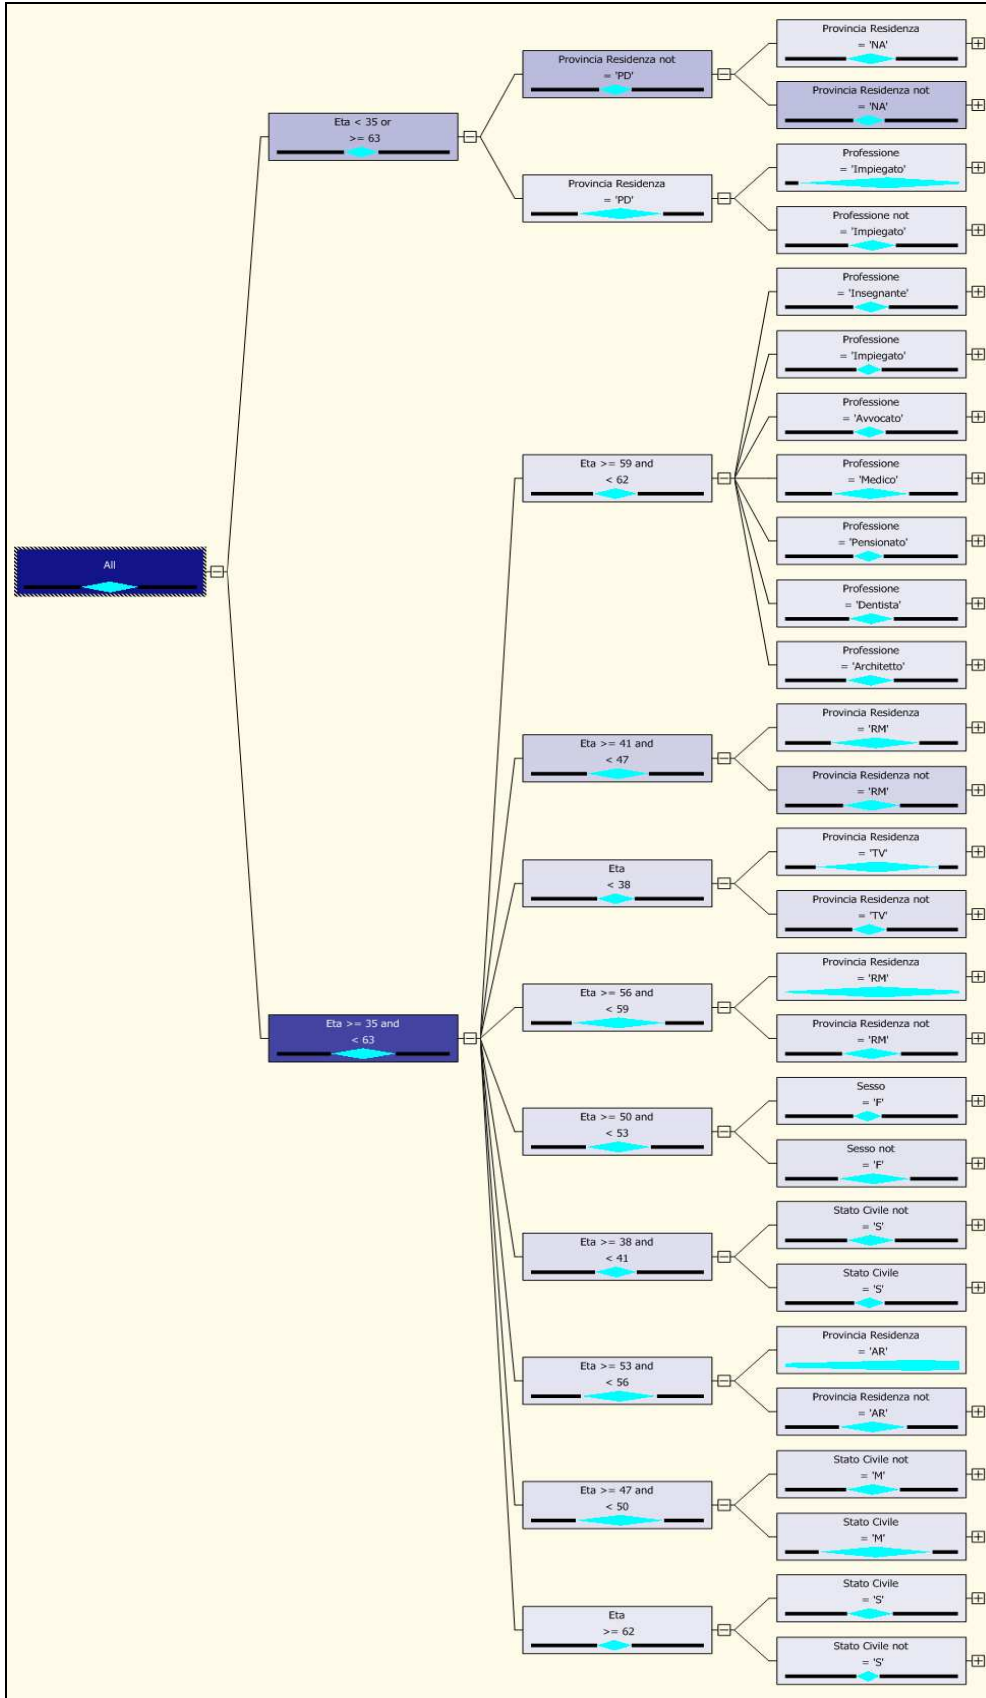 All
Eta < 35 or
>= 63
Provincia Residenza not
= 'PD'
Provincia Residenza
= 'NA'
Provincia Residenza not
= 'NA'
Provincia Residenza
= 'PD'
Professione
= 'Impiegato'
Professione not
= 'Impiegato'
Eta >= 35 and
< 63
Eta >= 59 and
< 62
Professione
= 'Insegnante'
Professione
= 'Impiegato'
Professione
= 'Avvocato'
Professione
= 'Medico'
Professione
= 'Pensionato'
Professione
= 'Dentista'
Professione
= 'Architetto'
Eta >= 41 and
< 47
Provincia Residenza
= 'RM'
Provincia Residenza not
= 'RM'
Eta
< 38
Provincia Residenza
= 'TV'
Provincia Residenza not
= 'TV'
Eta >= 56 and
< 59
Provincia Residenza
= 'RM'
Provincia Residenza not
= 'RM'
Eta >= 50 and
< 53
Sesso
= 'F'
Sesso not
= 'F'
Eta >= 38 and
< 41
Stato Civile not
= 'S'
Stato Civile
= 'S'
Eta >= 53 and
< 56
Provincia Residenza
= 'AR'
Provincia Residenza not
= 'AR'
Eta >= 47 and
< 50
Stato Civile not
= 'M'
Stato Civile
= 'M'
Eta
>= 62
Stato Civile
= 'S'
Stato Civile not
= 'S'